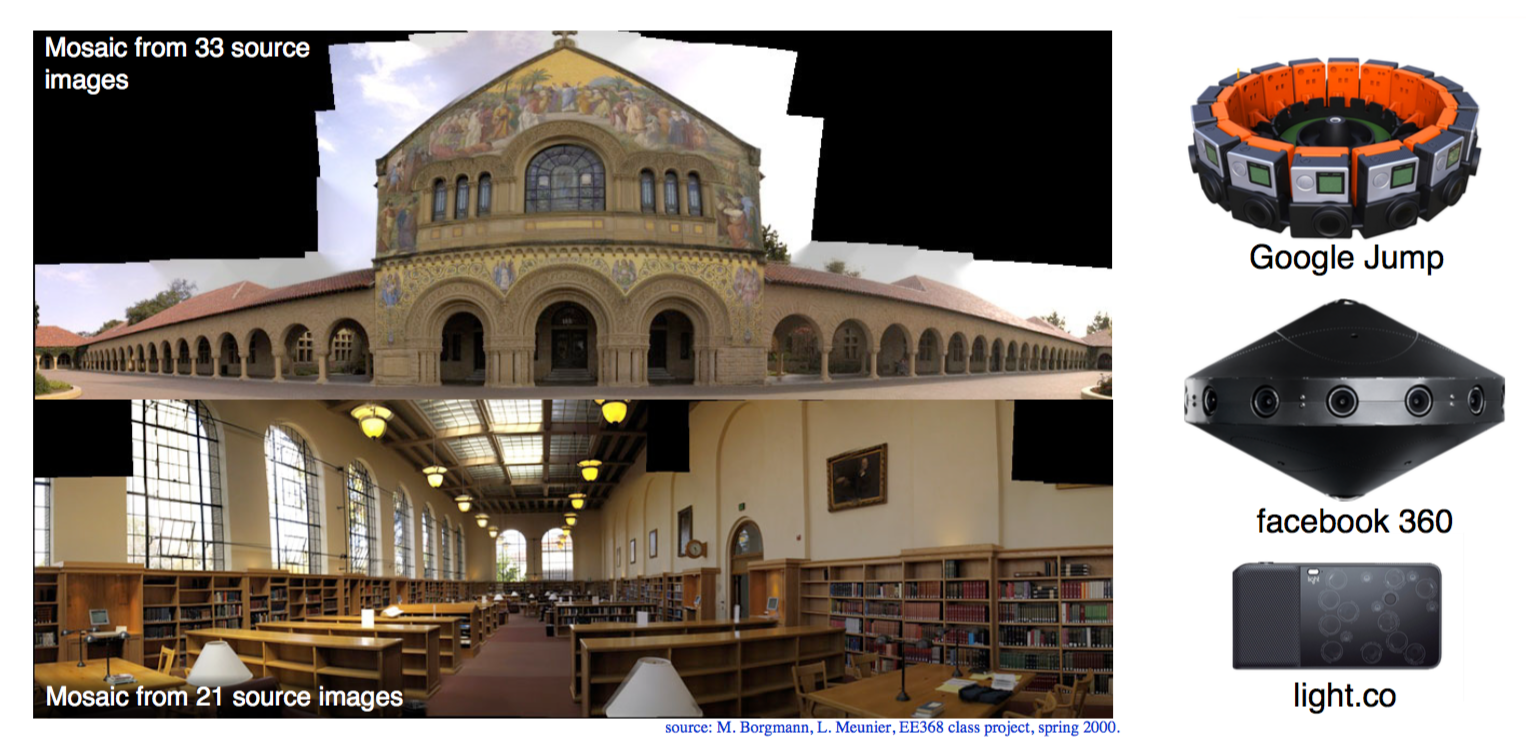 Mosaic from 33 source
images
Google Jump
facebook 360
light
light.co
Mosaic from 21 source images
source: M. Borgmann, L. Meunier, EE368 class project, spring 2000.